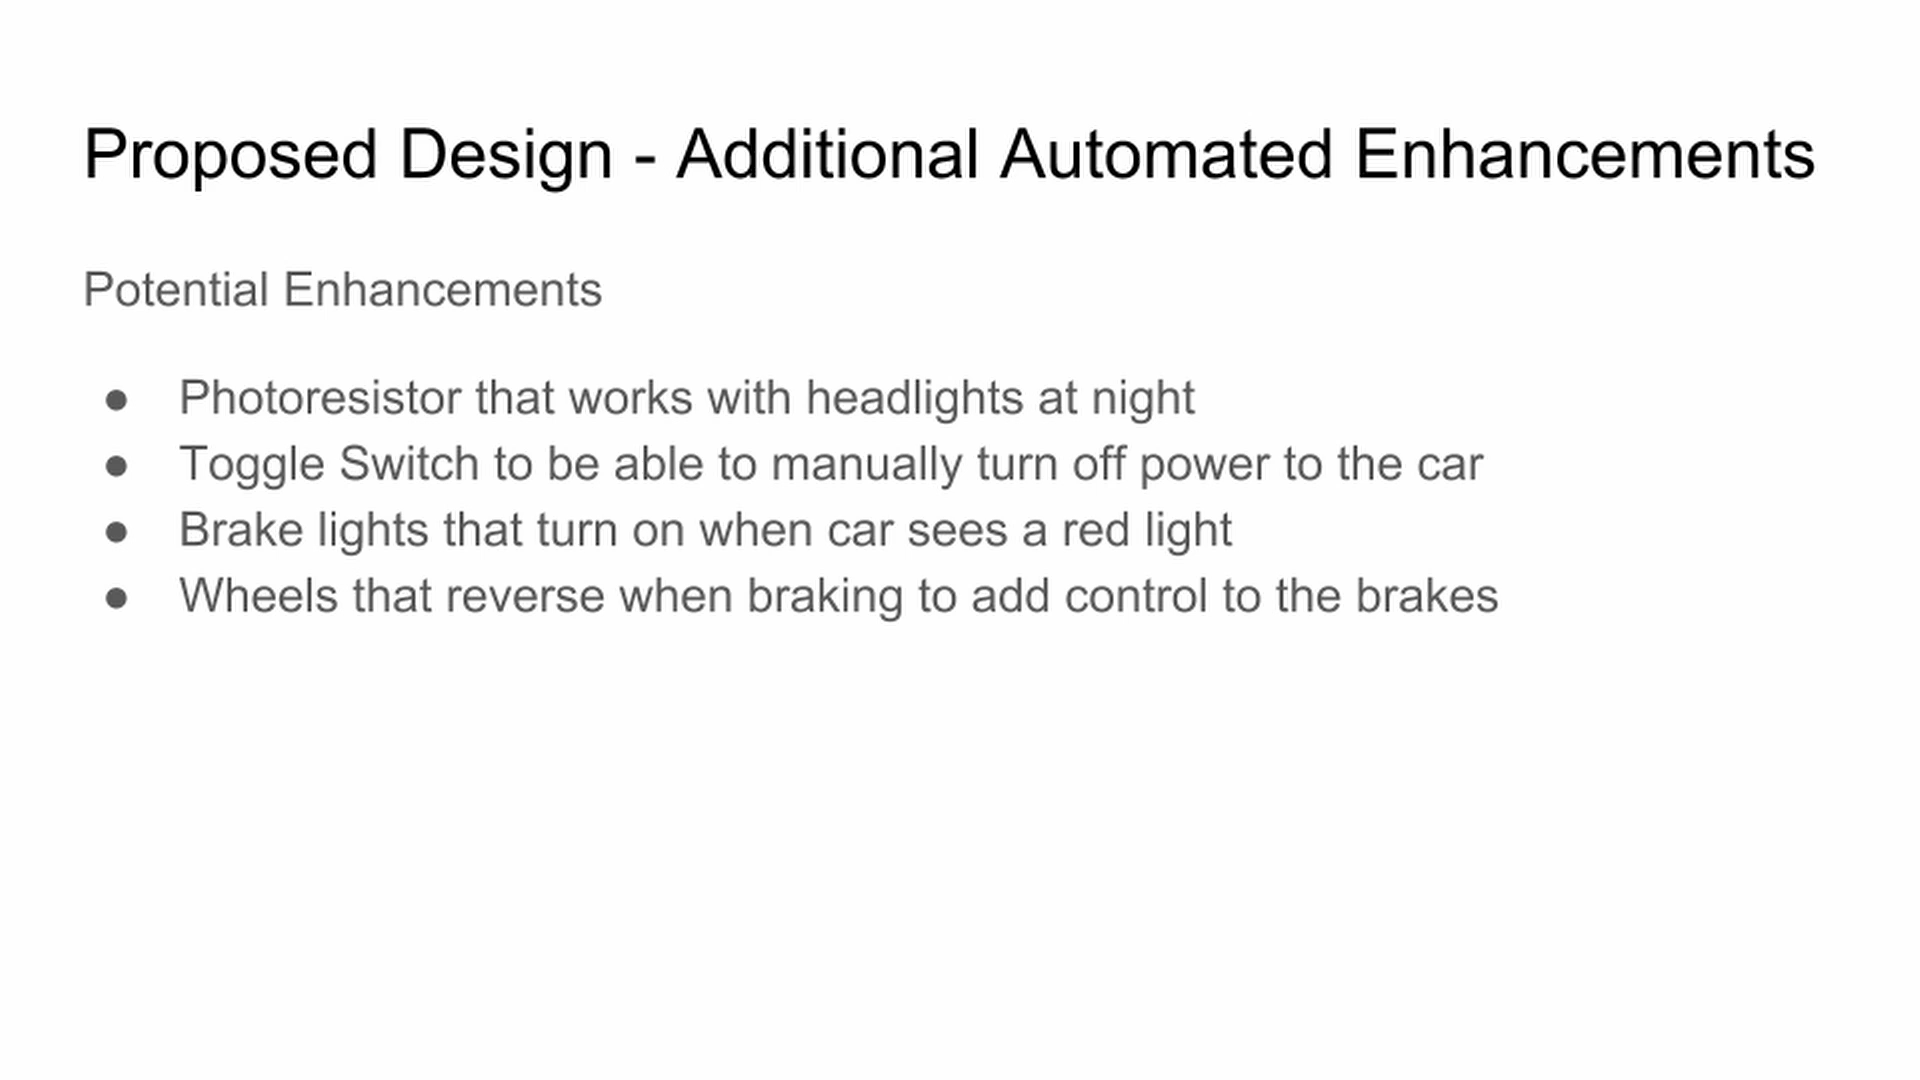 Proposed Design - Additional Automated Enhancements
Potential Enhancements
● Photoresistor that works with headlights at night
● Toggle Switch to be able to manually turn off power to the car
● Brake lights that turn on when car sees a red light
● Wheels that reverse when braking to add control to the brakes